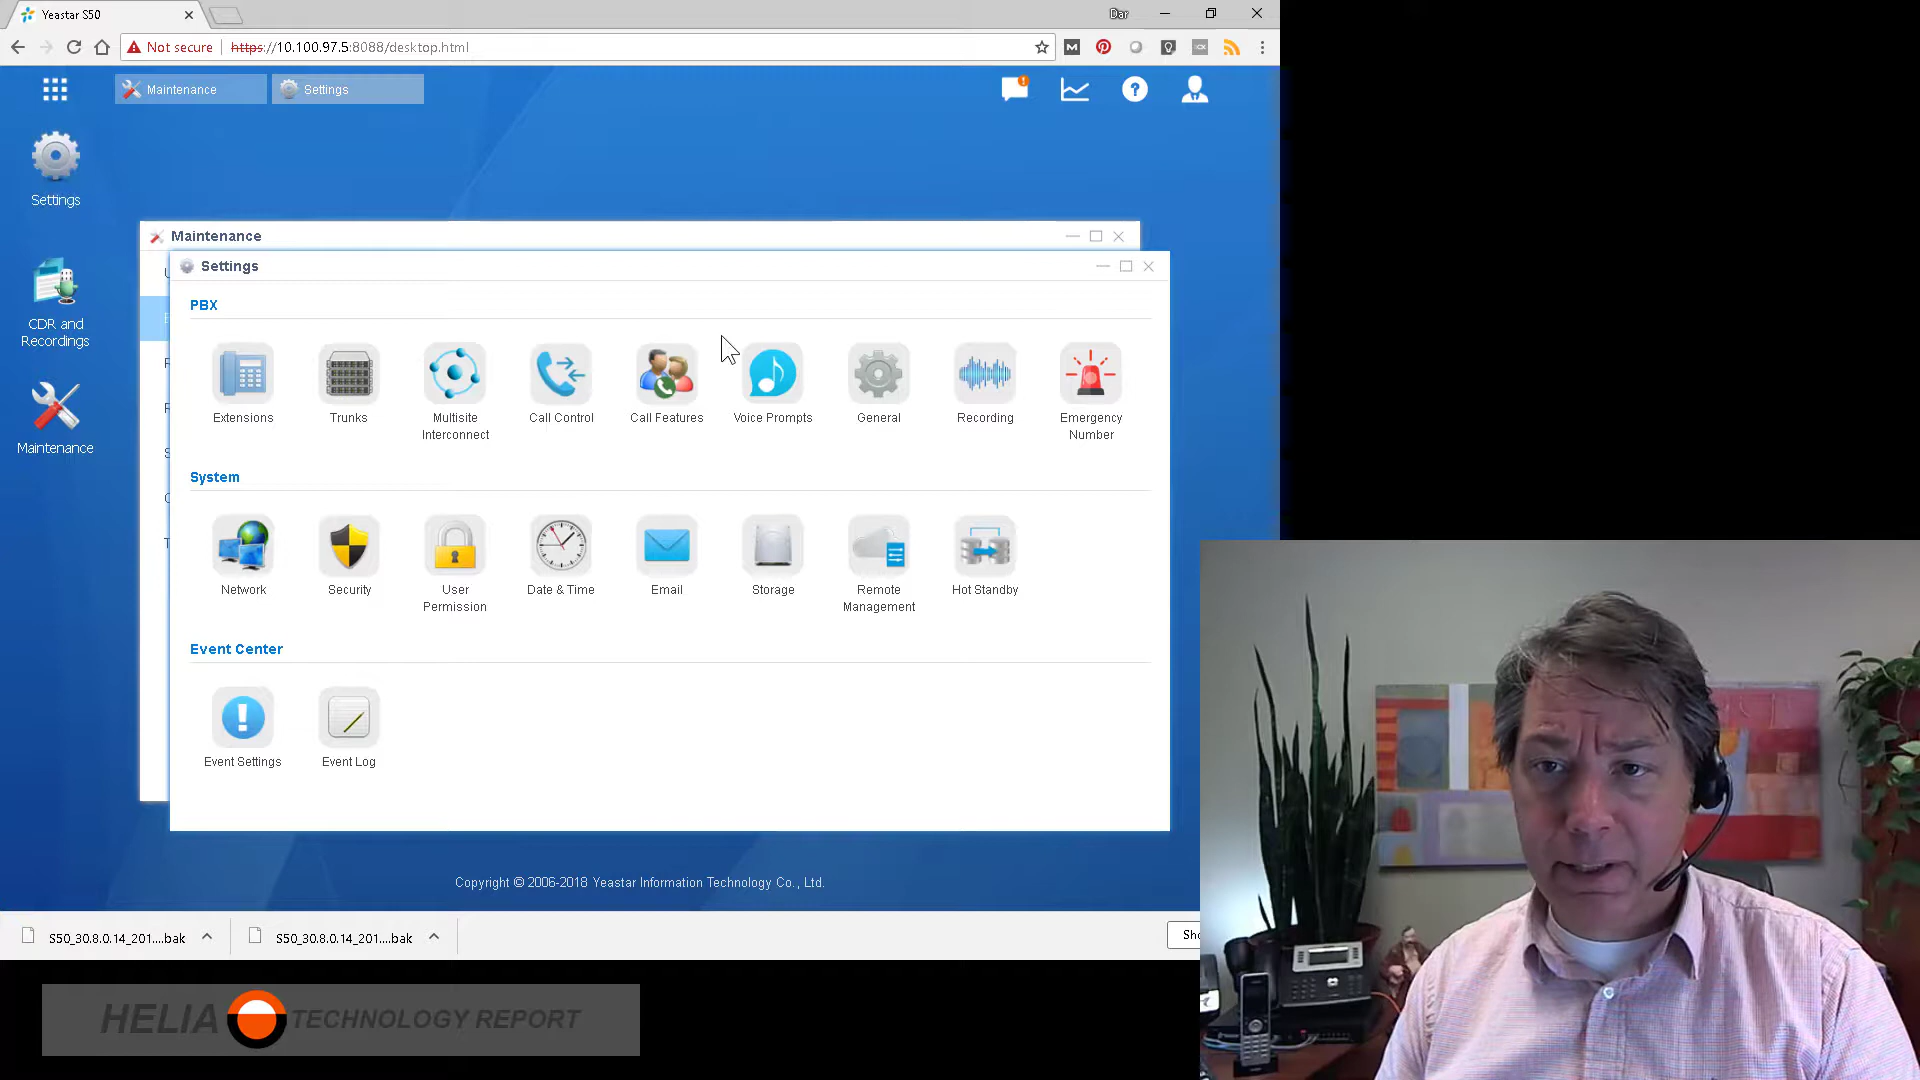 Yeastar S50
Dar
Not secure
https://10.100.97.5:8088/desktop.html
Maintenance
Settings
Settings
CDR and
Recordings
Maintenance
Maintenance
Settings
PBX
Extensions
Trunks
Multisite
Interconnect
Call Control
Call Features
Voice Prompts
General
Recording
Emergency
Number
System
Network
Security
User
Permission
Date & Time
Email
Storage
Remote
Management
Hot Standby
Event Center
Event Settings
Event Log
Copyright © 2006-2018 Yeastar Information Technology Co., Ltd.
S50_30.8.0.14_201....bak
S50_30.8.0.14_201....bak
HELIA TECHNOLOGY REPORT